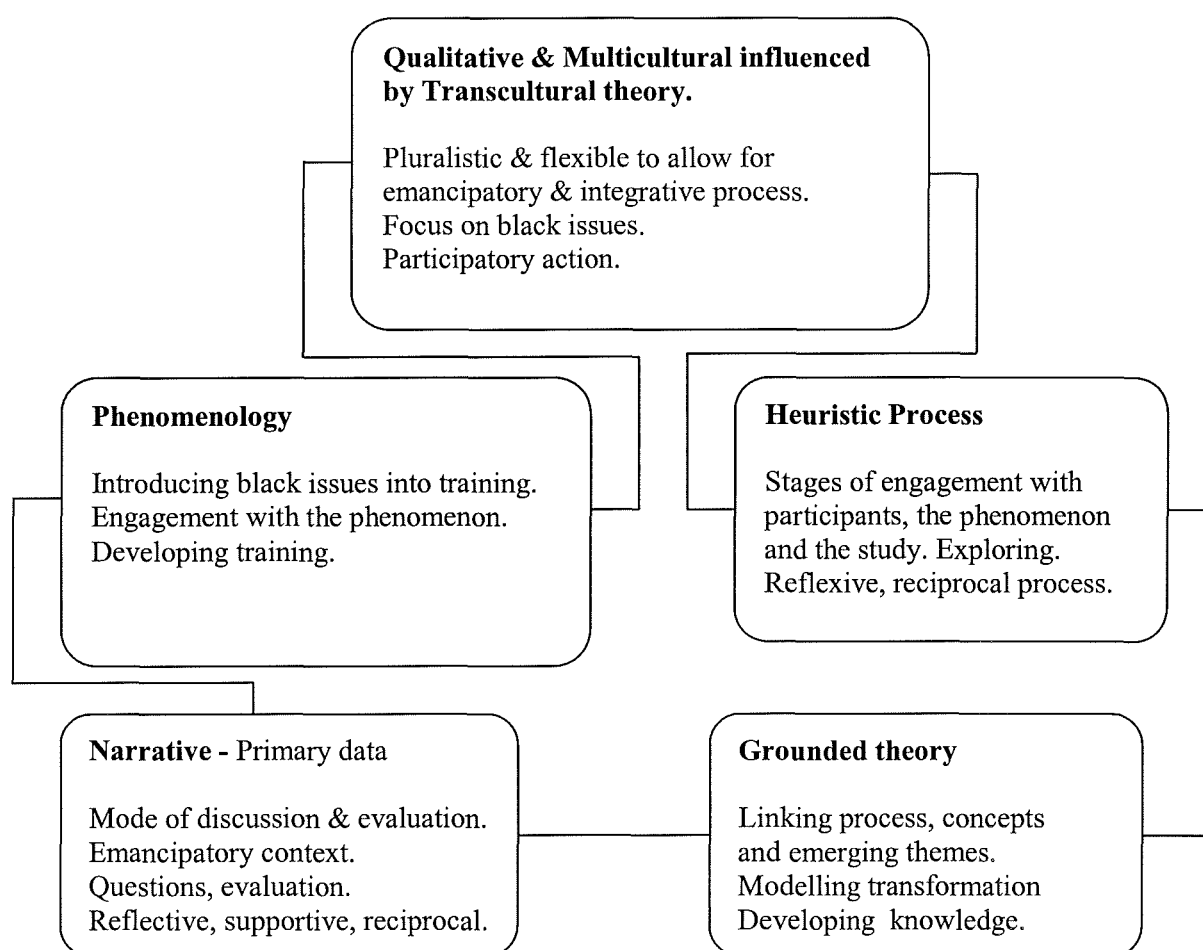 Qualitative & Multicultural influenced
by Transcultural theory.
Pluralistic & flexible to allow for
emancipatory & integrative process.
Focus on black issues.
Participatory action.
Phenomenology
Introducing black issues into training.
Engagement with the phenomenon.
Developing training.
Heuristic Process
Stages of engagement with
participants, the phenomenon
and the study. Exploring.
Reflexive, reciprocal process.
Narrative - Primary data
Mode of discussion & evaluation.
Emancipatory context.
Questions, evaluation.
Reflective, supportive, reciprocal.
Grounded theory
Linking process, concepts
and emerging themes.
Modelling transformation
Developing knowledge.